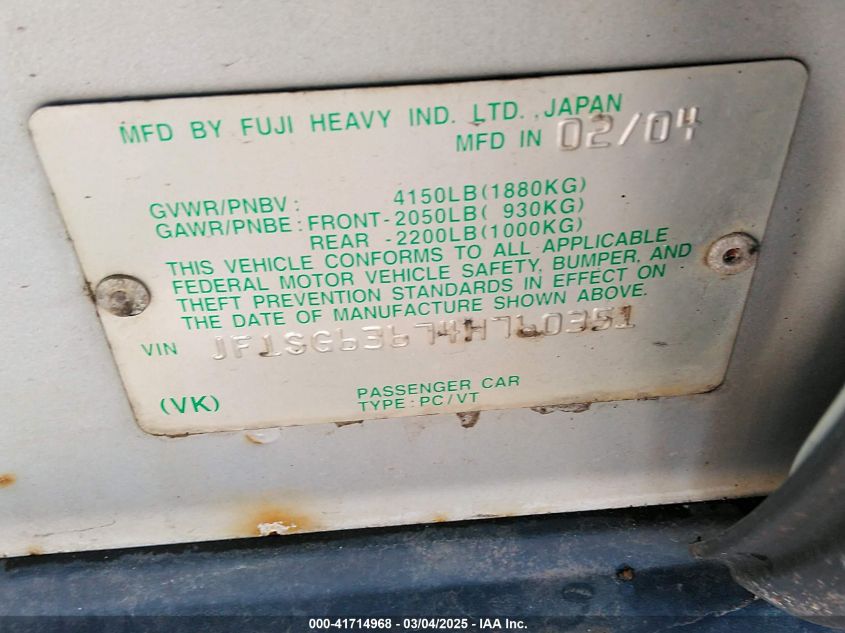 MFD BY FUJI HEAVY IND. LTD., JAPAN
MFD IN 02/04
GVWR/PNBV: 4150LB(1880KG)
GAWR/PNBE: FRONT-2050LB( 930KG)
REAR -2200LB(1000KG)
THIS VEHICLE CONFORMS TO ALL APPLICABLE
FEDERAL MOTOR VEHICLE SAFETY, BUMPER, AND
THEFT PREVENTION STANDARDS IN EFFECT ON
THE DATE OF MANUFACTURE SHOWN ABOVE.
VIN JF1SG63674H760351
(VK)
PASSENGER CAR
TYPE: PC/VT
000-41714968 - 03/04/2025 - IAA Inc.